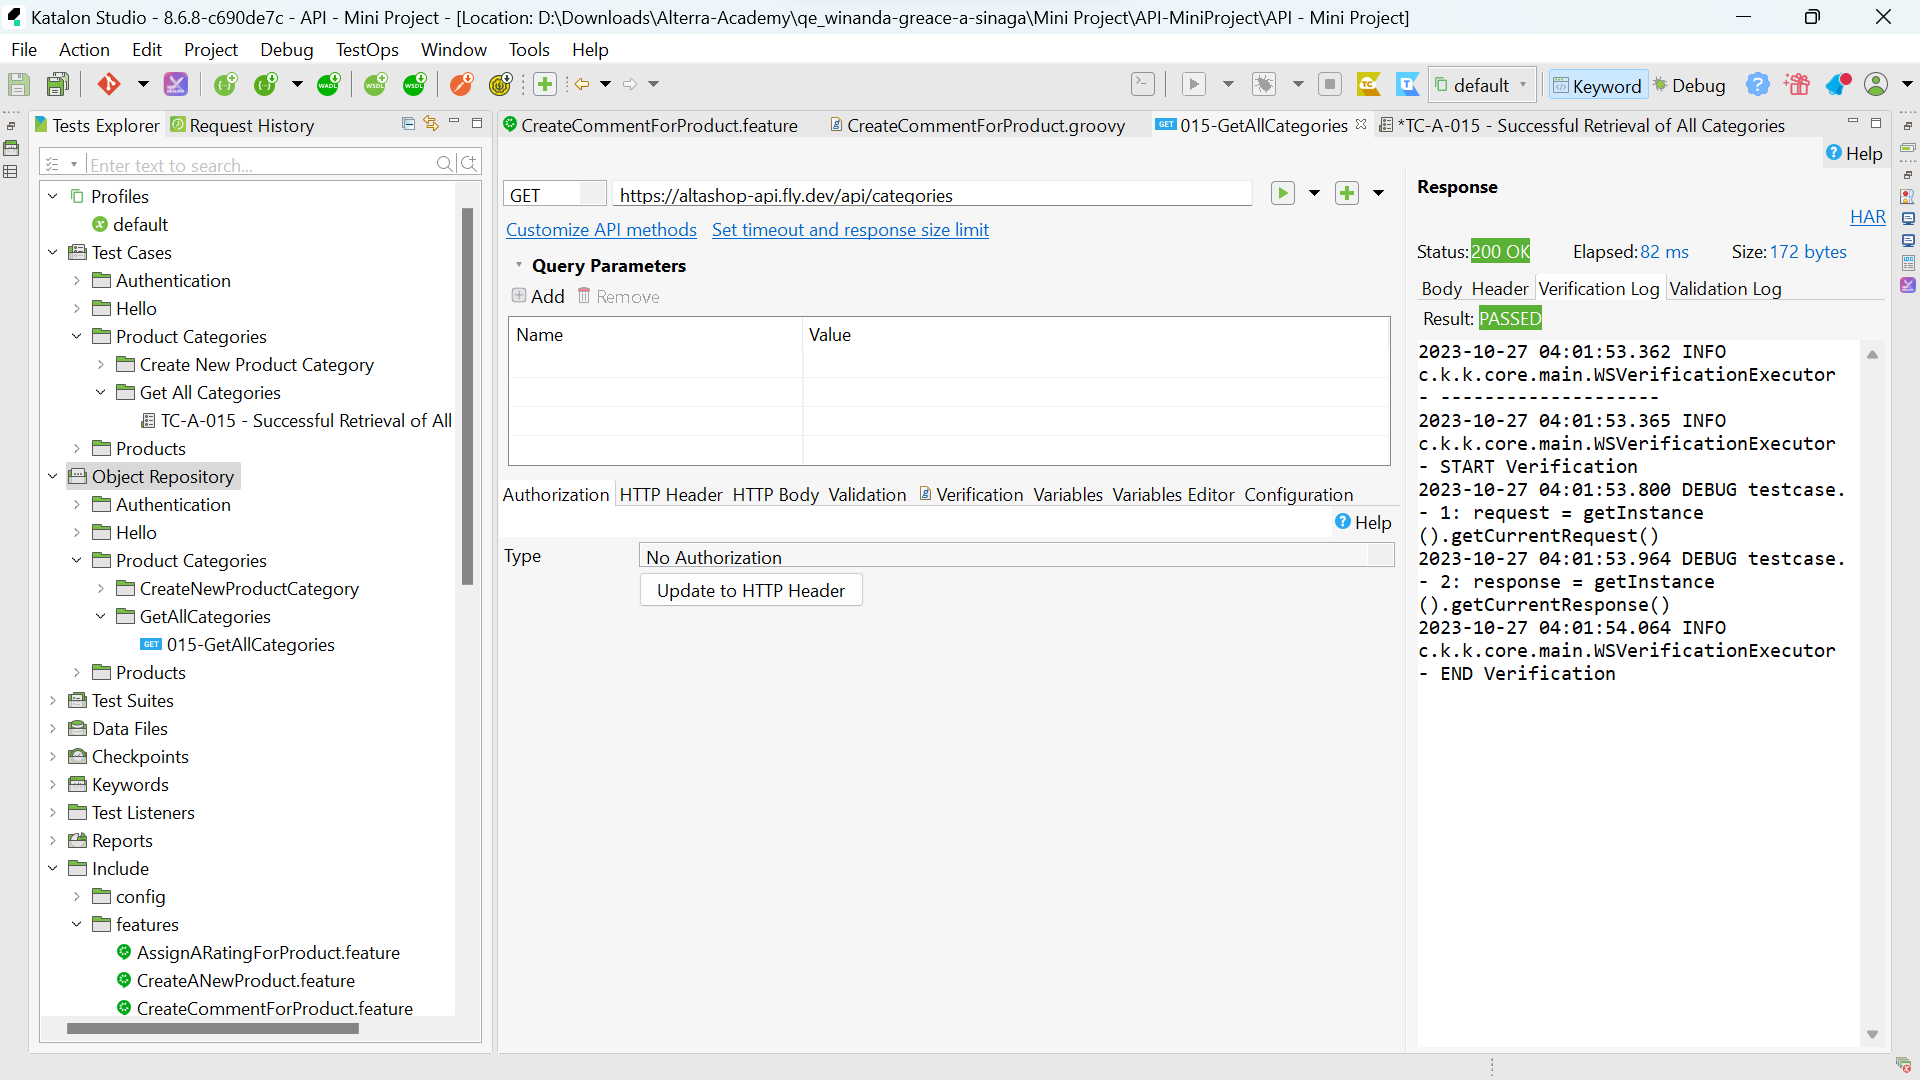 Katalon Studio - 8.6.8-c690de7c - API - Mini Project - [Location: D:\Downloads\Alterra-Academy\qe_winanda-greace-a-sinaga\Mini Project\API-MiniProject\API - Mini Project]
File Action Edit Project Debug TestOps Window Tools Help
default Keyword Debug
Tests Explorer Request History
CreateCommentForProduct.feature CreateCommentForProduct.groovy GET 015-GetAllCategories *TC-A-015 - Successful Retrieval of All Categories
Help
Enter text to search...
Profiles
default
Test Cases
Authentication
Hello
Product Categories
Create New Product Category
Get All Categories
TC-A-015 - Successful Retrieval of All
Products
Object Repository
Authentication
Hello
Product Categories
CreateNewProductCategory
GetAllCategories
GET 015-GetAllCategories
Products
Test Suites
Data Files
Checkpoints
Keywords
Test Listeners
Reports
Include
config
features
AssignARatingForProduct.feature
CreateANewProduct.feature
CreateCommentForProduct.feature
GET https://altashop-api.fly.dev/api/categories
Customize API methods Set timeout and response size limit
Query Parameters
Add Remove
Name Value
Authorization HTTP Header HTTP Body Validation Verification Variables Variables Editor Configuration
Help
Type No Authorization
Update to HTTP Header
Response
HAR
Status: 200 OK Elapsed: 82 ms Size: 172 bytes
Body Header Verification Log Validation Log
Result: PASSED
2023-10-27 04:01:53.362 INFO
c.k.k.core.main.WSVerificationExecutor
- --------------------
2023-10-27 04:01:53.365 INFO
c.k.k.core.main.WSVerificationExecutor
- START Verification
2023-10-27 04:01:53.800 DEBUG testcase.
- 1: request = getInstance
().getCurrentRequest()
2023-10-27 04:01:53.964 DEBUG testcase.
- 2: response = getInstance
().getCurrentResponse()
2023-10-27 04:01:54.064 INFO
c.k.k.core.main.WSVerificationExecutor
- END Verification